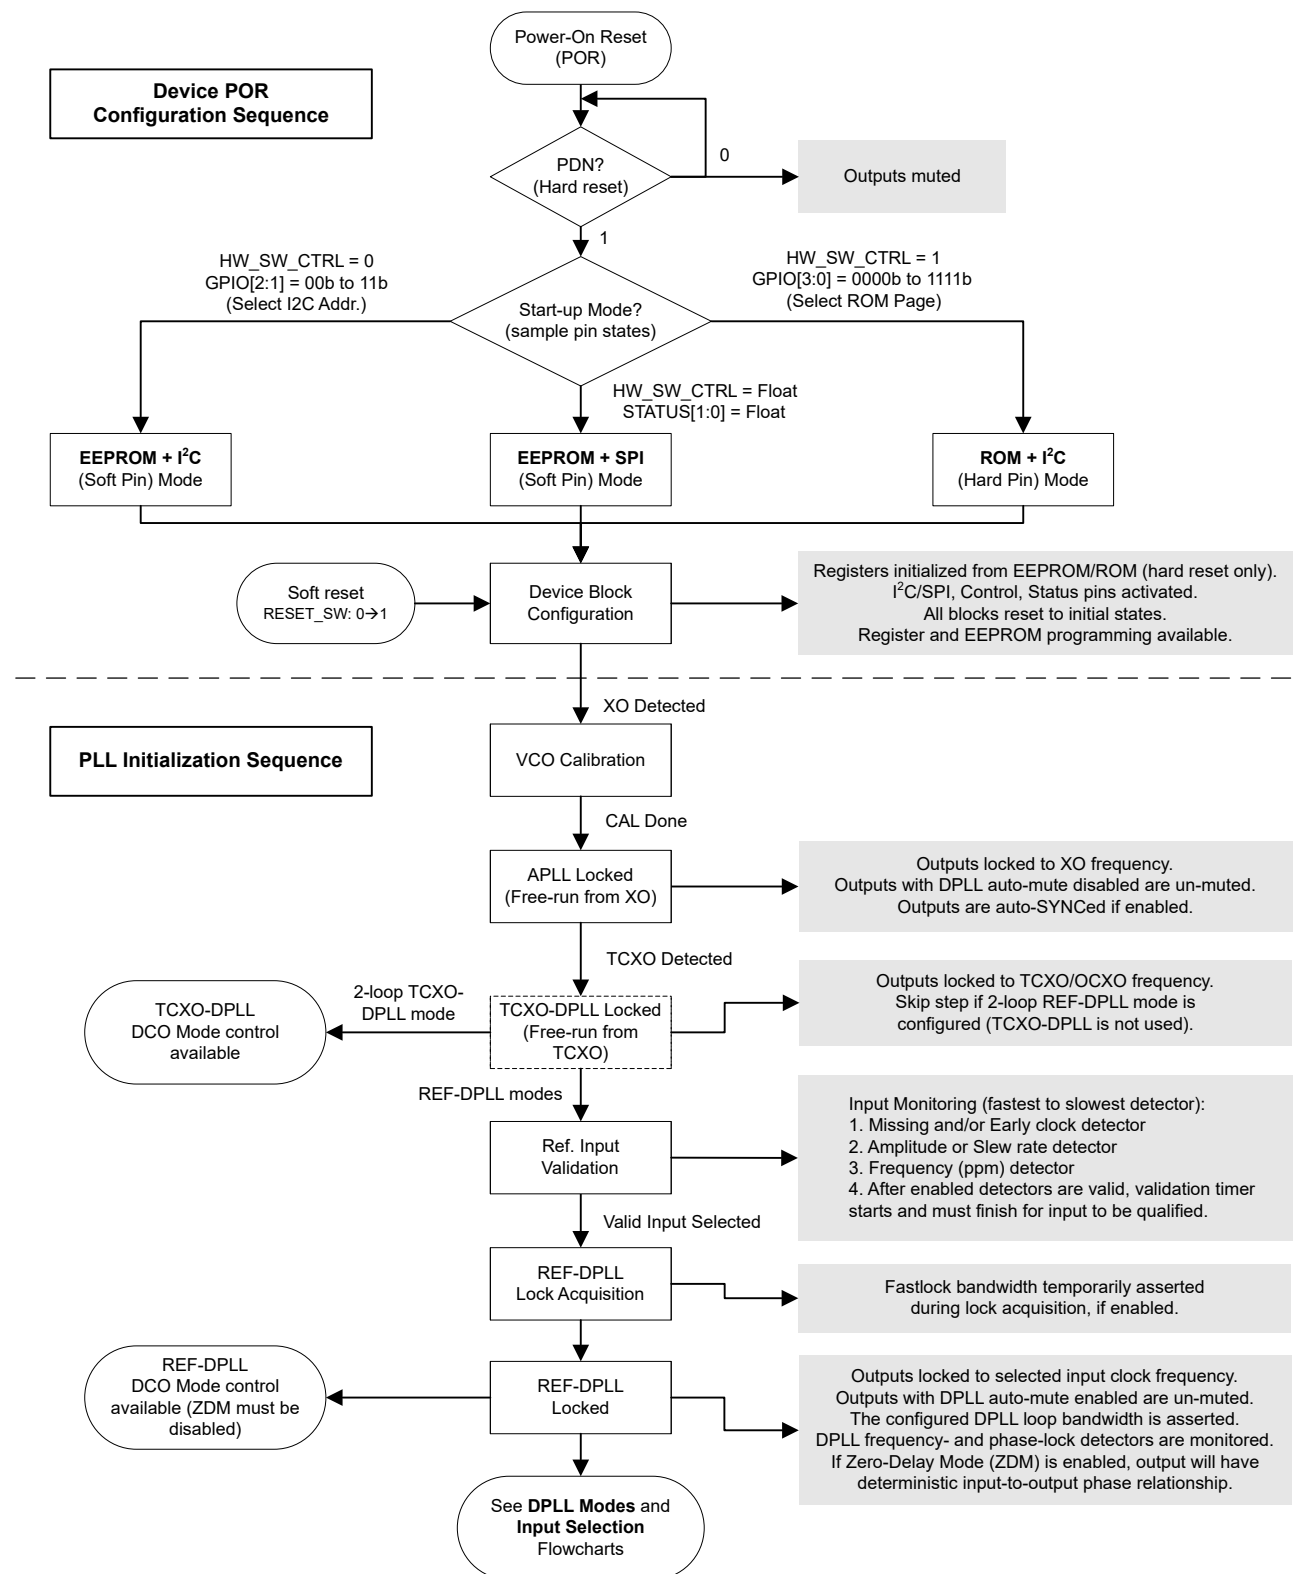 Power-On Reset
(POR)
Device POR
Configuration Sequence
PDN?
(Hard reset)
0
Outputs muted
1
HW_SW_CTRL = 0
GPIO[2:1] = 00b to 11b
(Select I2C Addr.)
HW_SW_CTRL = 1
GPIO[3:0] = 0000b to 1111b
(Select ROM Page)
Start-up Mode?
(sample pin states)
HW_SW_CTRL = Float
STATUS[1:0] = Float
EEPROM + I²C
(Soft Pin) Mode
EEPROM + SPI
(Soft Pin) Mode
ROM + I²C
(Hard Pin) Mode
Soft reset
RESET_SW: 0→1
Device Block
Configuration
Registers initialized from EEPROM/ROM (hard reset only).
I²C/SPI, Control, Status pins activated.
All blocks reset to initial states.
Register and EEPROM programming available.
XO Detected
PLL Initialization Sequence
VCO Calibration
CAL Done
APLL Locked
(Free-run from XO)
Outputs locked to XO frequency.
Outputs with DPLL auto-mute disabled are un-muted.
Outputs are auto-SYNCed if enabled.
TCXO Detected
2-loop TCXO-
DPLL mode
TCXO-DPLL
DCO Mode control
available
TCXO-DPLL Locked
(Free-run from
TCXO)
Outputs locked to TCXO/OCXO frequency.
Skip step if 2-loop REF-DPLL mode is
configured (TCXO-DPLL is not used).
REF-DPLL modes
Ref. Input
Validation
Input Monitoring (fastest to slowest detector):
1. Missing and/or Early clock detector
2. Amplitude or Slew rate detector
3. Frequency (ppm) detector
4. After enabled detectors are valid, validation timer
starts and must finish for input to be qualified.
Valid Input Selected
REF-DPLL
Lock Acquisition
Fastlock bandwidth temporarily asserted
during lock acquisition, if enabled.
REF-DPLL
DCO Mode control
available (ZDM must be
disabled)
REF-DPLL
Locked
Outputs locked to selected input clock frequency.
Outputs with DPLL auto-mute enabled are un-muted.
The configured DPLL loop bandwidth is asserted.
DPLL frequency- and phase-lock detectors are monitored.
If Zero-Delay Mode (ZDM) is enabled, output will have
deterministic input-to-output phase relationship.
See DPLL Modes and
Input Selection
Flowcharts